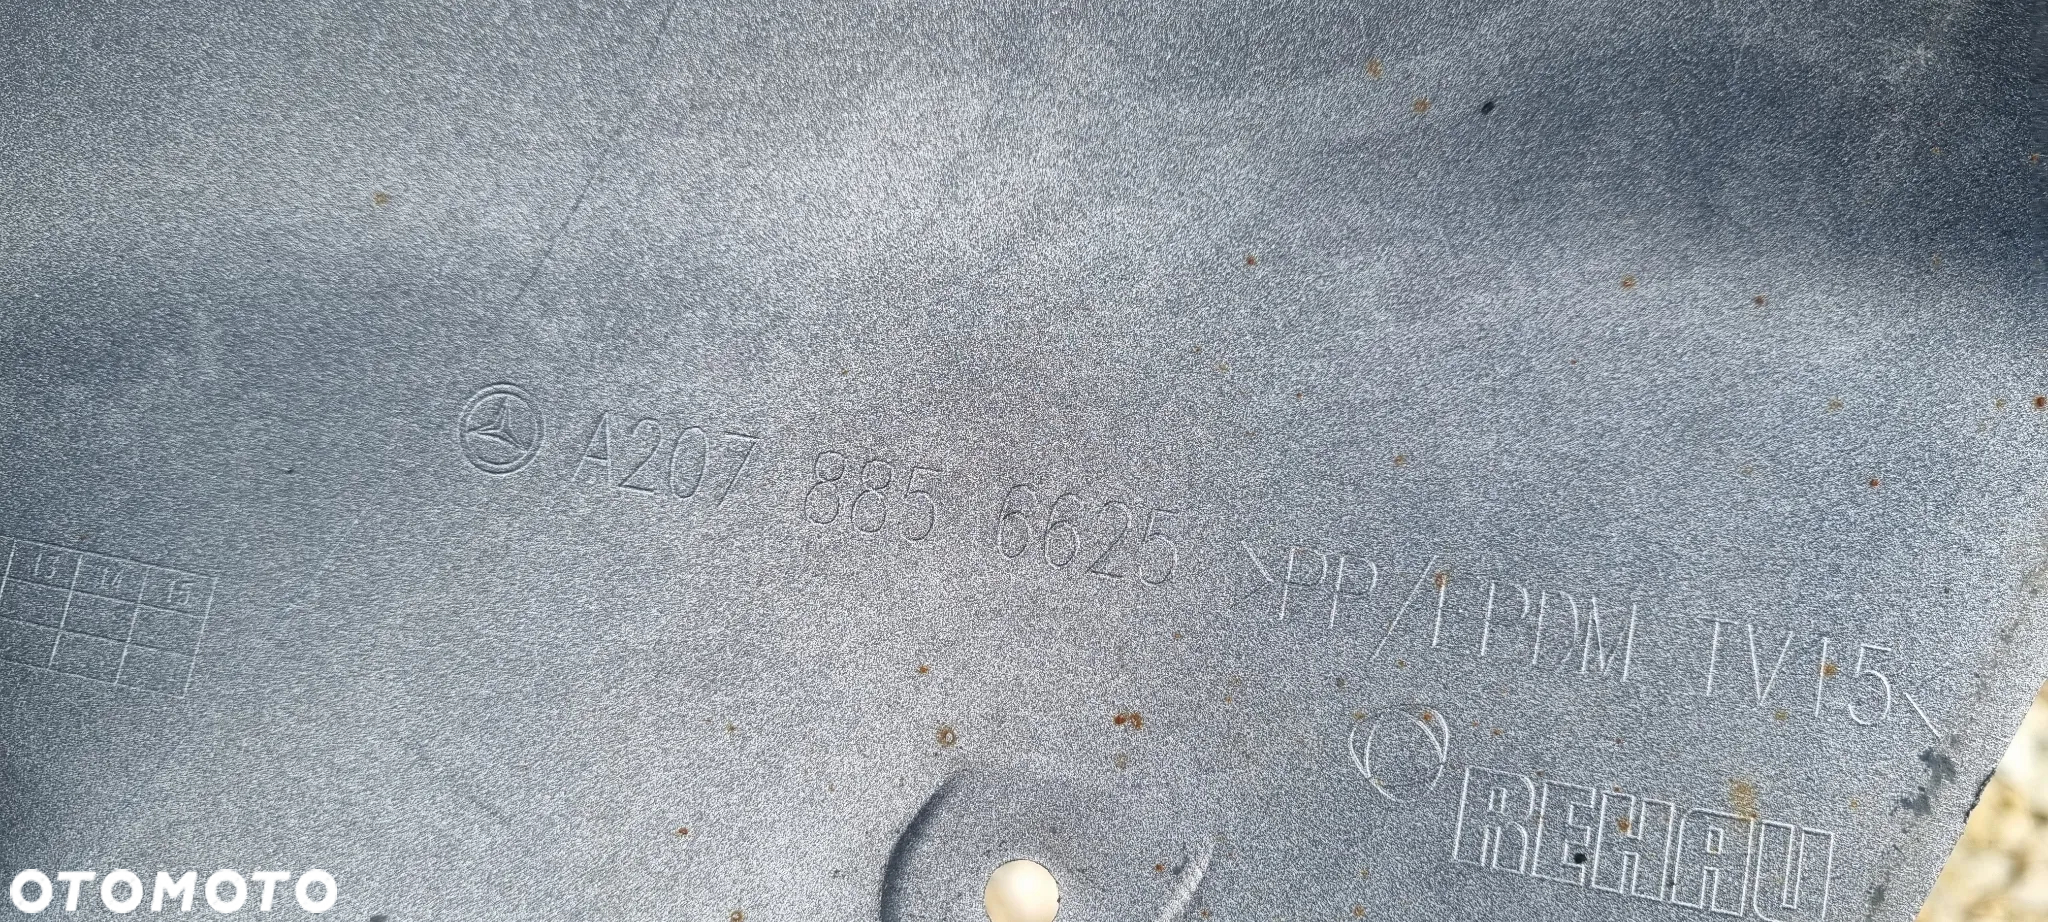 A207 885 6625 >PP/EPDM TV15<
13 14 15
REHAU
OTOMOTO